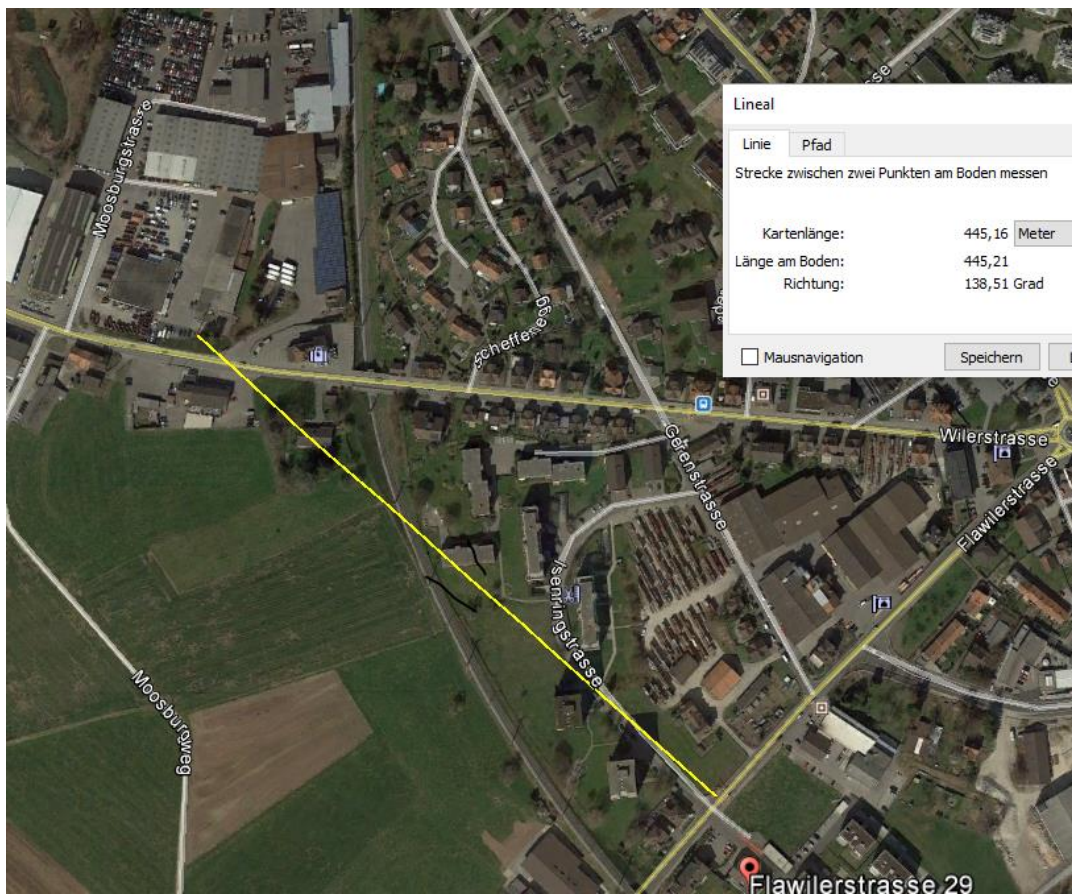 Moosburgstrasse
Lineal
Linie Pfad
Strecke zwischen zwei Punkten am Boden messen
Kartenlänge: 445,16 Meter
Länge am Boden: 445,21
Richtung: 138,51 Grad
Mausnavigation Speichern
scheffelweg
Gerenstrasse
Wilerstrasse
Flawilerstrasse
Isenringstrasse
Moosburgweg
Flawilerstrasse 29